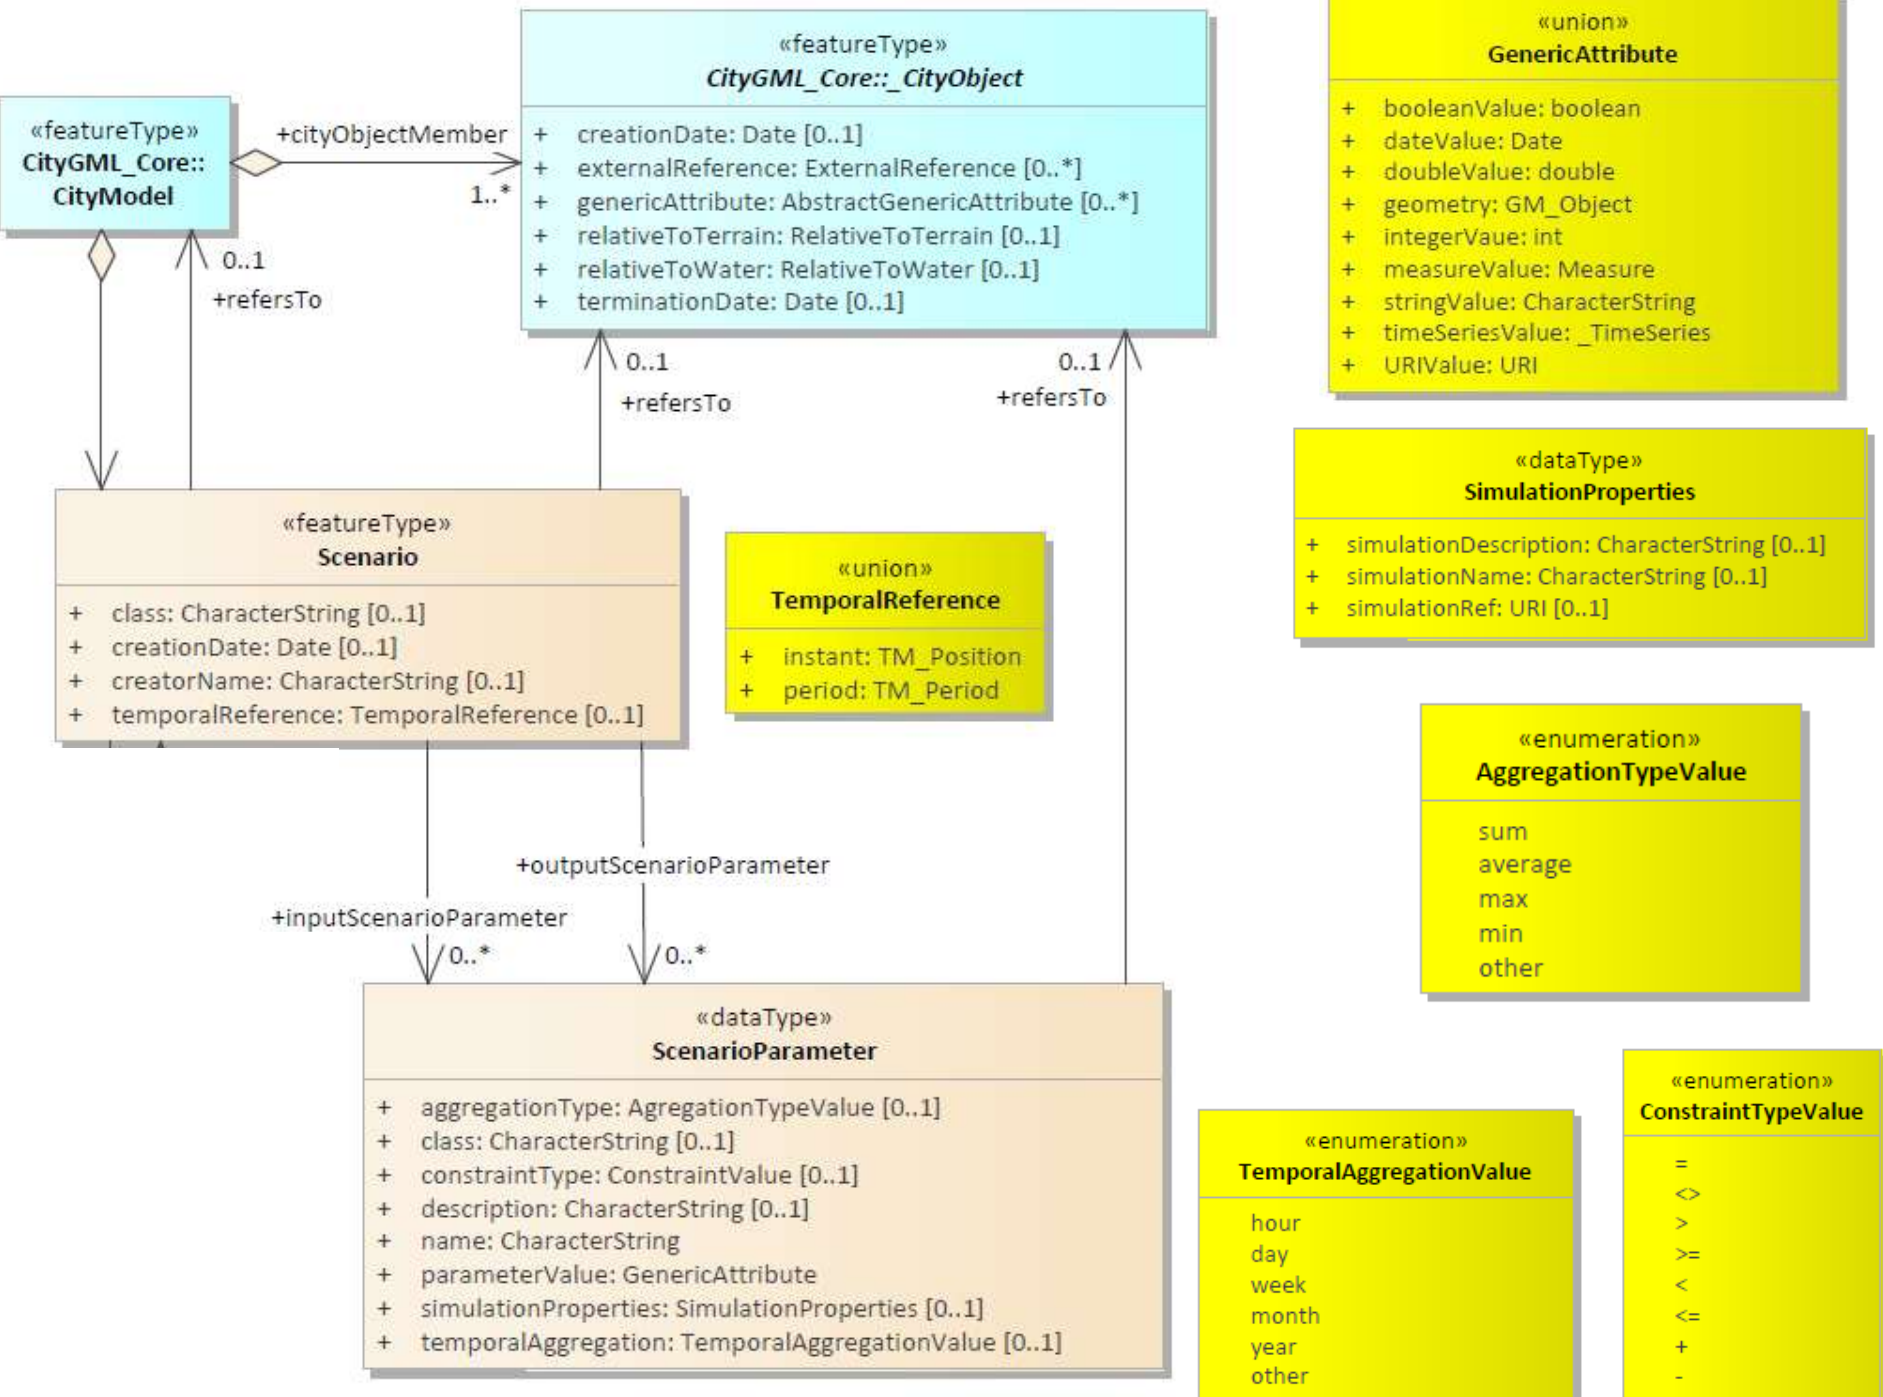 «featureType»
CityGML_Core::_CityObject
+ creationDate: Date [0..1]
+ externalReference: ExternalReference [0..*]
+ genericAttribute: AbstractGenericAttribute [0..*]
+ relativeToTerrain: RelativeToTerrain [0..1]
+ relativeToWater: RelativeToWater [0..1]
+ terminationDate: Date [0..1]
«union»
GenericAttribute
+ booleanValue: boolean
+ dateValue: Date
+ doubleValue: double
+ geometry: GM_Object
+ integerVaue: int
+ measureValue: Measure
+ stringValue: CharacterString
+ timeSeriesValue: _TimeSeries
+ URIValue: URI
«featureType»
CityGML_Core::
CityModel
+cityObjectMember
1..*
0..1
+refersTo
0..1
+refersTo
0..1
+refersTo
«dataType»
SimulationProperties
+ simulationDescription: CharacterString [0..1]
+ simulationName: CharacterString [0..1]
+ simulationRef: URI [0..1]
«featureType»
Scenario
+ class: CharacterString [0..1]
+ creationDate: Date [0..1]
+ creatorName: CharacterString [0..1]
+ temporalReference: TemporalReference [0..1]
«union»
TemporalReference
+ instant: TM_Position
+ period: TM_Period
«enumeration»
AggregationTypeValue
sum
average
max
min
other
+outputScenarioParameter
+inputScenarioParameter
0..*
0..*
«dataType»
ScenarioParameter
+ aggregationType: AgregationTypeValue [0..1]
+ class: CharacterString [0..1]
+ constraintType: ConstraintValue [0..1]
+ description: CharacterString [0..1]
+ name: CharacterString
+ parameterValue: GenericAttribute
+ simulationProperties: SimulationProperties [0..1]
+ temporalAggregation: TemporalAggregationValue [0..1]
«enumeration»
TemporalAggregationValue
hour
day
week
month
year
other
«enumeration»
ConstraintTypeValue
=
<>
>
>=
<
<=
+
-